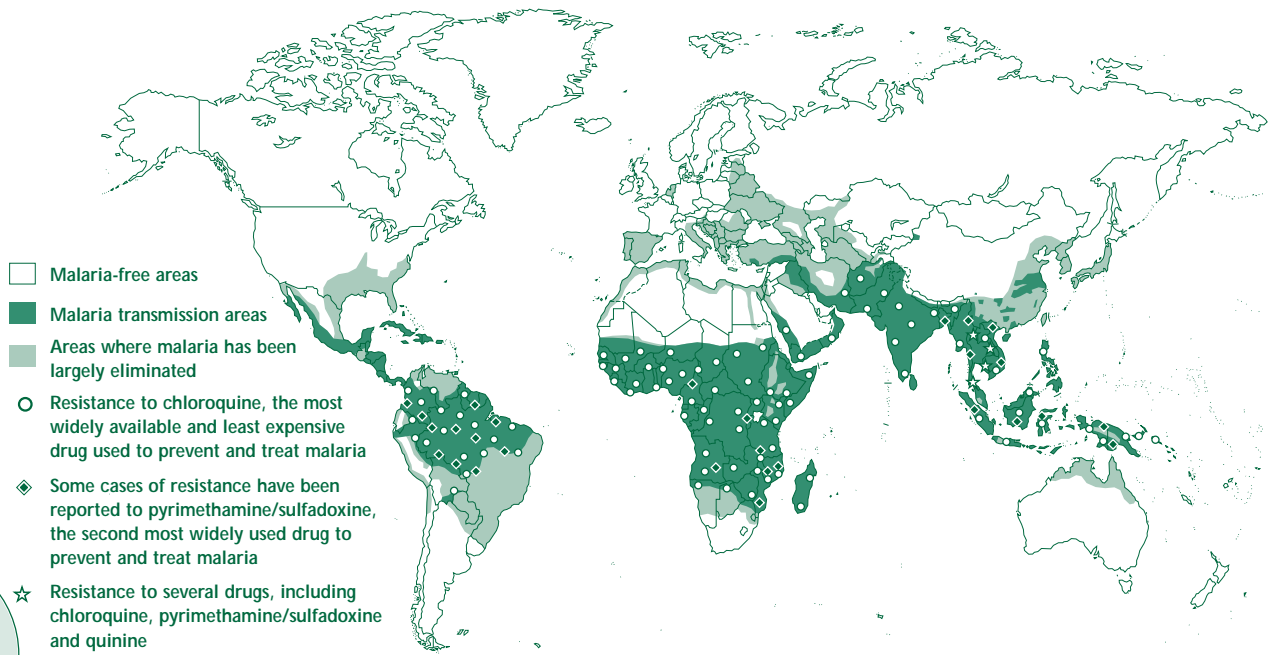 Malaria-free areas
Malaria transmission areas
Areas where malaria has been
largely eliminated
Resistance to chloroquine, the most
widely available and least expensive
drug used to prevent and treat malaria
Some cases of resistance have been
reported to pyrimethamine/sulfadoxine,
the second most widely used drug to
prevent and treat malaria
Resistance to several drugs, including
chloroquine, pyrimethamine/sulfadoxine
and quinine